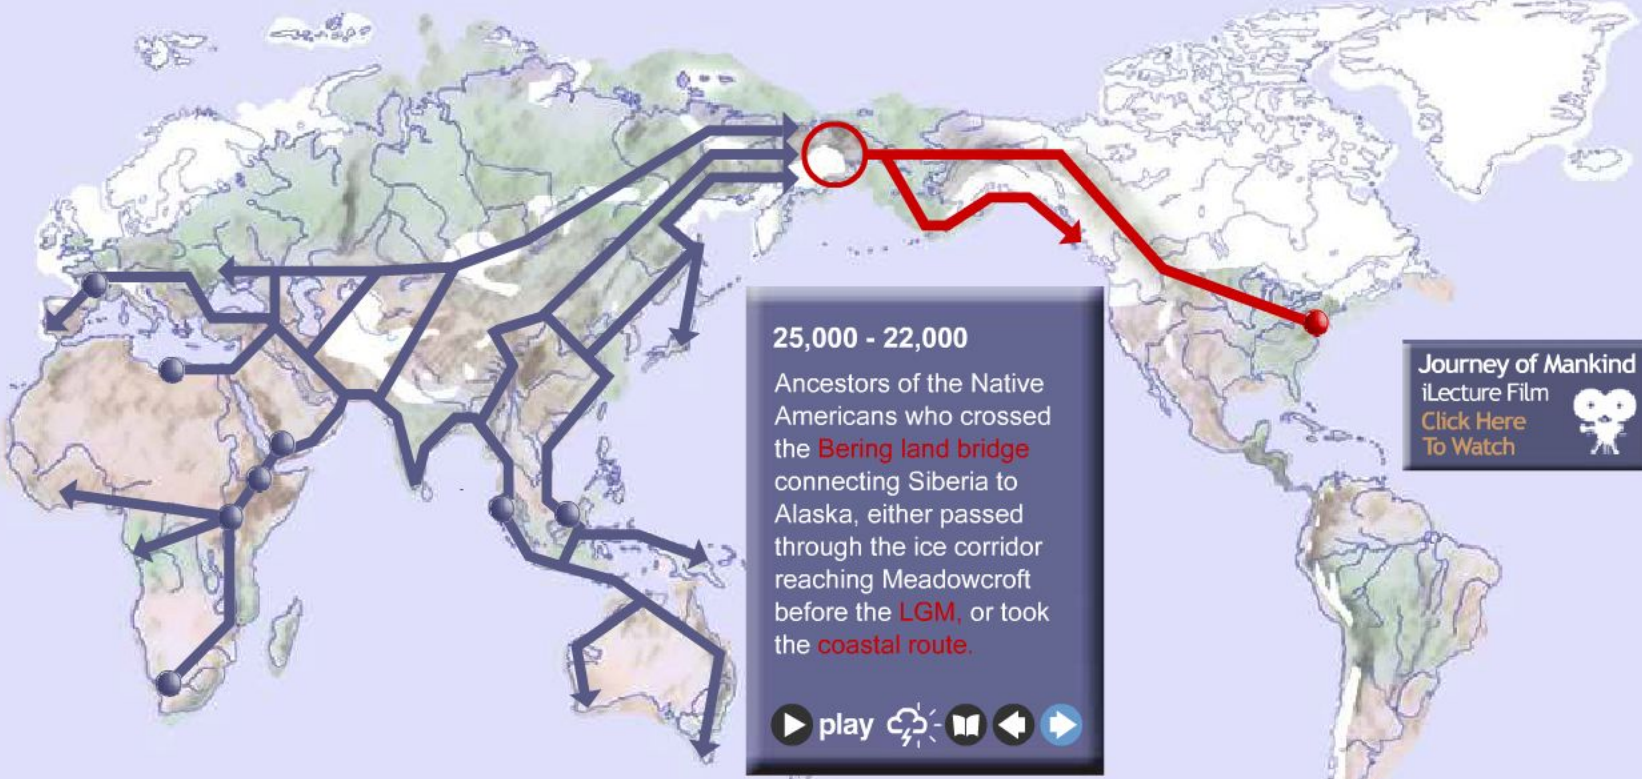 25,000 - 22,000
Ancestors of the Native
Americans who crossed
the Bering land bridge
connecting Siberia to
Alaska, either passed
through the ice corridor
reaching Meadowcroft
before the LGM, or took
the coastal route.
play
Journey of Mankind
iLecture Film
Click Here
To Watch